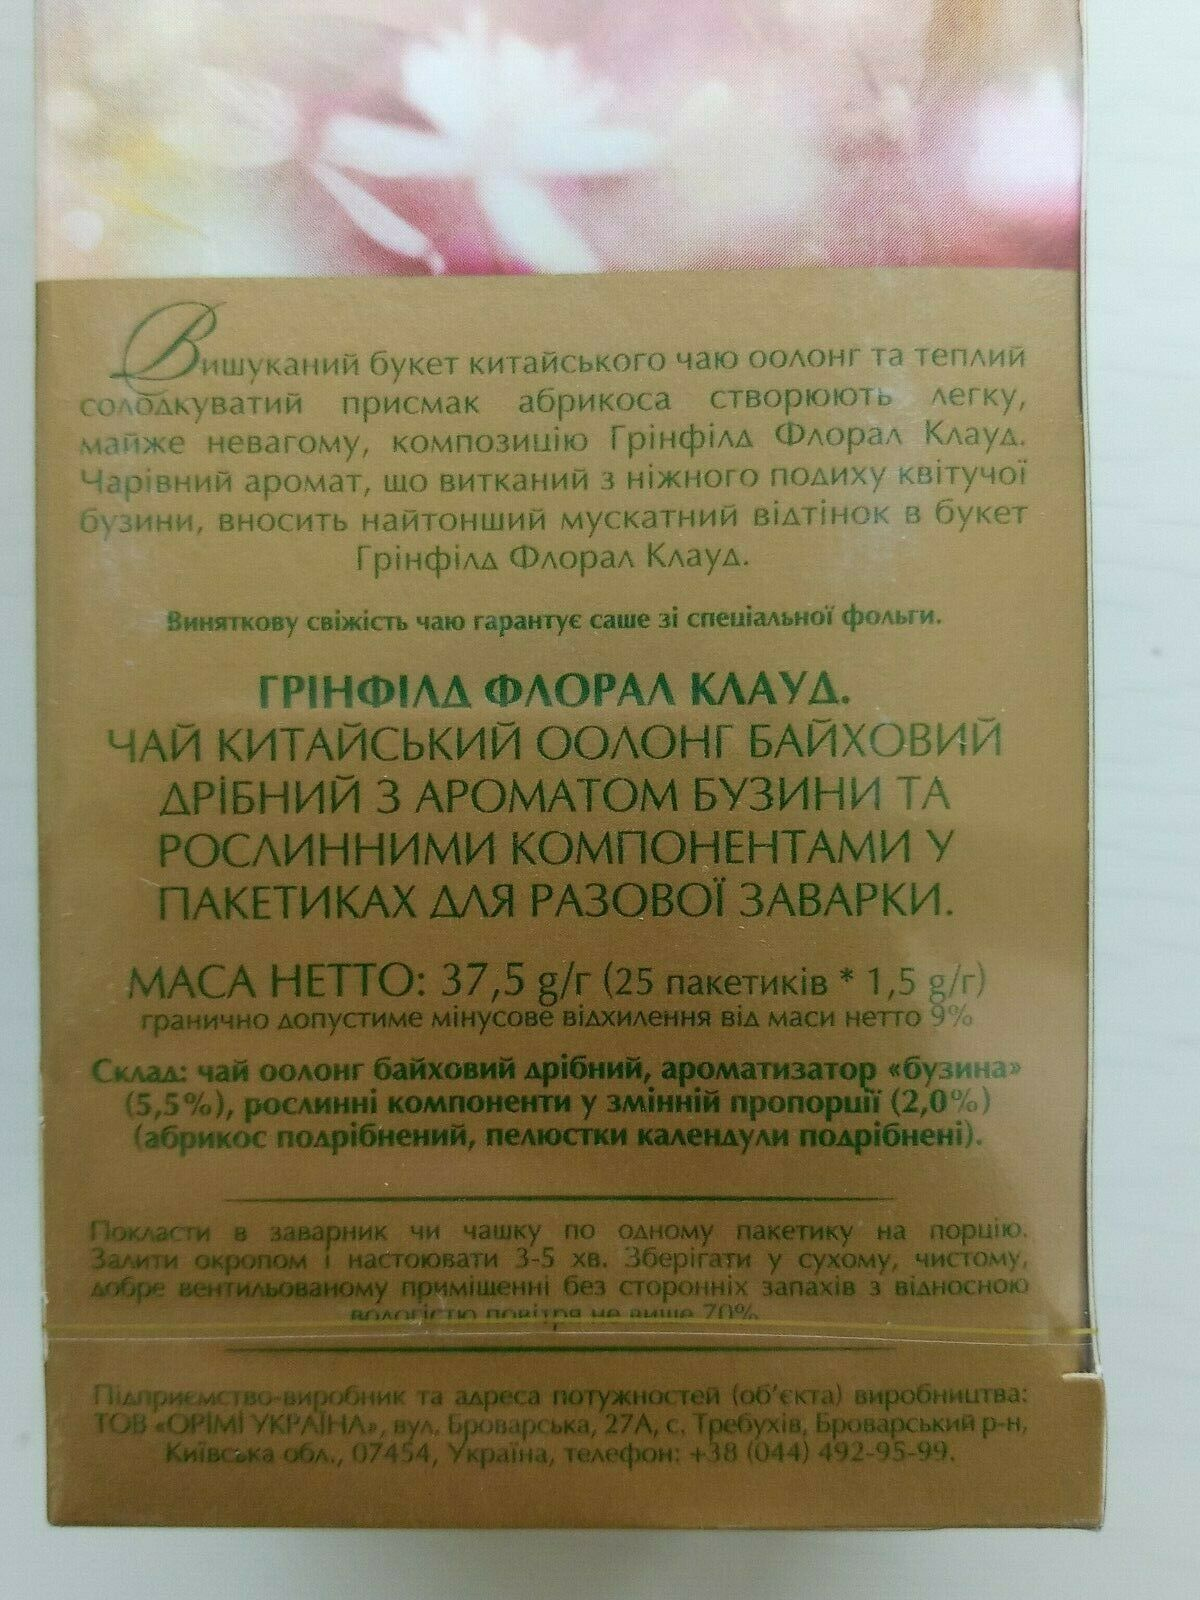 Вишуканий букет китайського чаю оолонг та теплий
солодкуватий присмак абрикоса створюють легку,
майже невагому, композицію Грінфілд Флорал Клауд.
Чарівний аромат, що витканий з ніжного подиху квітучої
бузини, вносить найтонший мускатний відтінок в букет
Грінфілд Флорал Клауд.
Виняткову свіжість чаю гарантує саше зі спеціальної фольги.
ГРІНФІЛД ФЛОРАЛ КЛАУД.
ЧАЙ КИТАЙСЬКИЙ ООЛОНГ БАЙХОВИЙ
ДРІБНИЙ З АРОМАТОМ БУЗИНИ ТА
РОСЛИННИМИ КОМПОНЕНТАМИ У
ПАКЕТИКАХ ДЛЯ РАЗОВОЇ ЗАВАРКИ.
МАСА НЕТТО: 37,5 g/г (25 пакетиків * 1,5 g/г)
гранично допустиме мінусове відхилення від маси нетто 9%
Склад: чай оолонг байховий дрібний, ароматизатор «бузина»
(5,5%), рослинні компоненти у змінній пропорції (2,0%)
(абрикос подрібнений, пелюстки календули подрібнені).
Покласти в заварник чи чашку по одному пакетику на порцію.
Залити окропом і настоювати 3-5 хв. Зберігати у сухому, чистому,
добре вентильованому приміщенні без сторонніх запахів з відносною
вологістю повітря не вище 70%
Підприємство-виробник та адреса потужностей (об'єкта) виробництва:
ТОВ «ОРІМІ УКРАЇНА», вул. Броварська, 27А, с. Требухів, Броварський р-н,
Київська обл., 07454, Україна, телефон: +38 (044) 492-95-99.